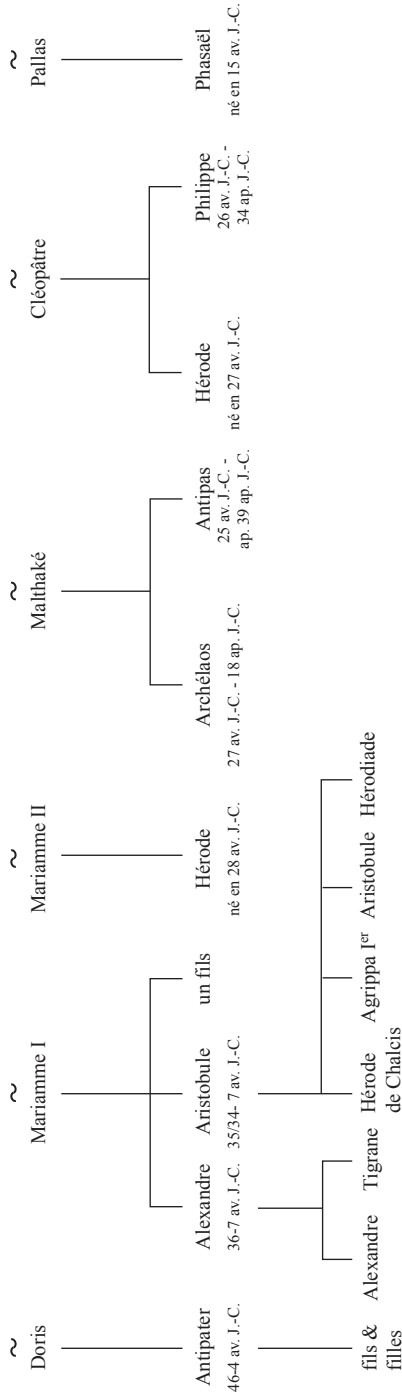 ~ ~ ~ ~ ~ ~
Doris Mariamme I Mariamme II Malthaké Cléopâtre Pallas
Antipater
46-4 av. J.-C.
Alexandre
36-7 av. J.-C.
Aristobule
35/34- 7 av. J.-C.
un fils
Hérode
né en 28 av. J.-C.
Archélaos
27 av. J.-C. - 18 ap. J.-C.
Antipas
25 av. J.-C. -
ap. 39 ap. J.-C.
Hérode
né en 27 av. J.-C.
Philippe
26 av. J.-C. -
34 ap. J.-C.
Phasaël
né en 15 av. J.-C.
fils &
filles
Alexandre
Tigrane
Hérode
de Chalcis
Agrippa Ier
Aristobule
Hérodiade